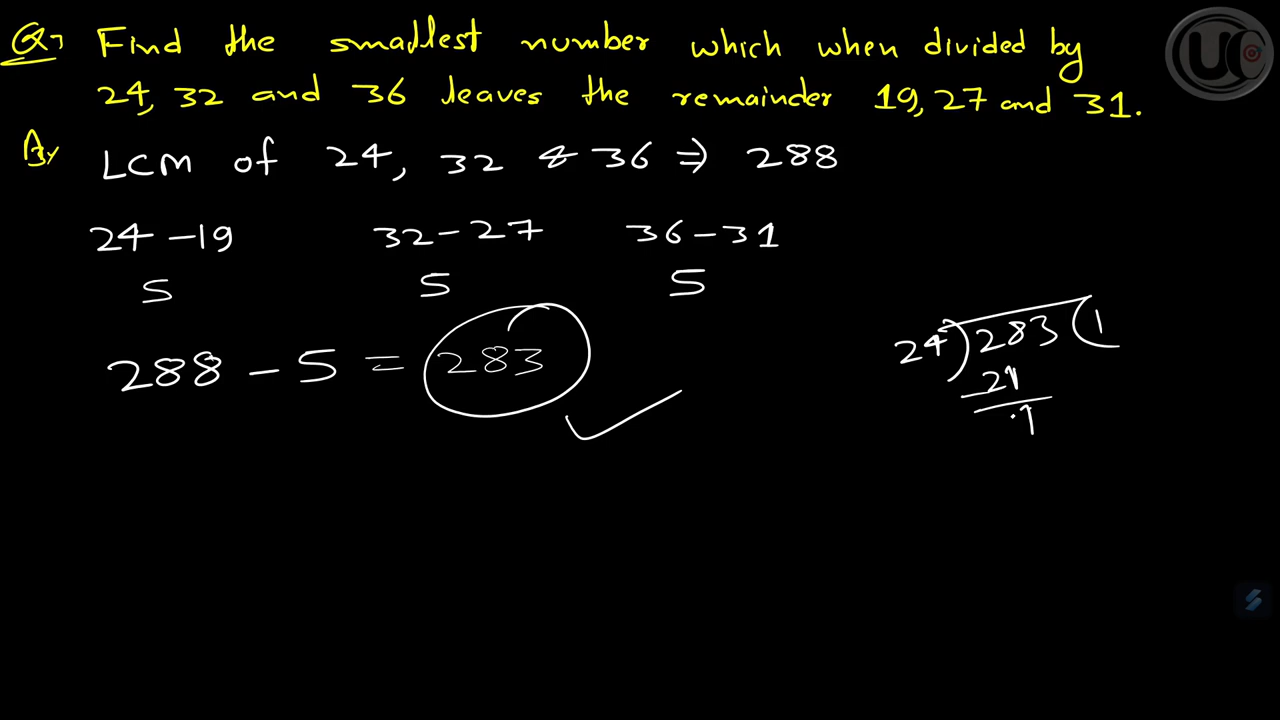 Q, Find the smallest number which when divided by
24, 32 and 36 leaves the remainder 19, 27 and 31.
A, LCM of 24, 32 & 36 ⇒ 288
24 - 19 32 - 27 36 - 31
5 5 5
288 - 5 = 283
24 ) 283 ( 1
UC